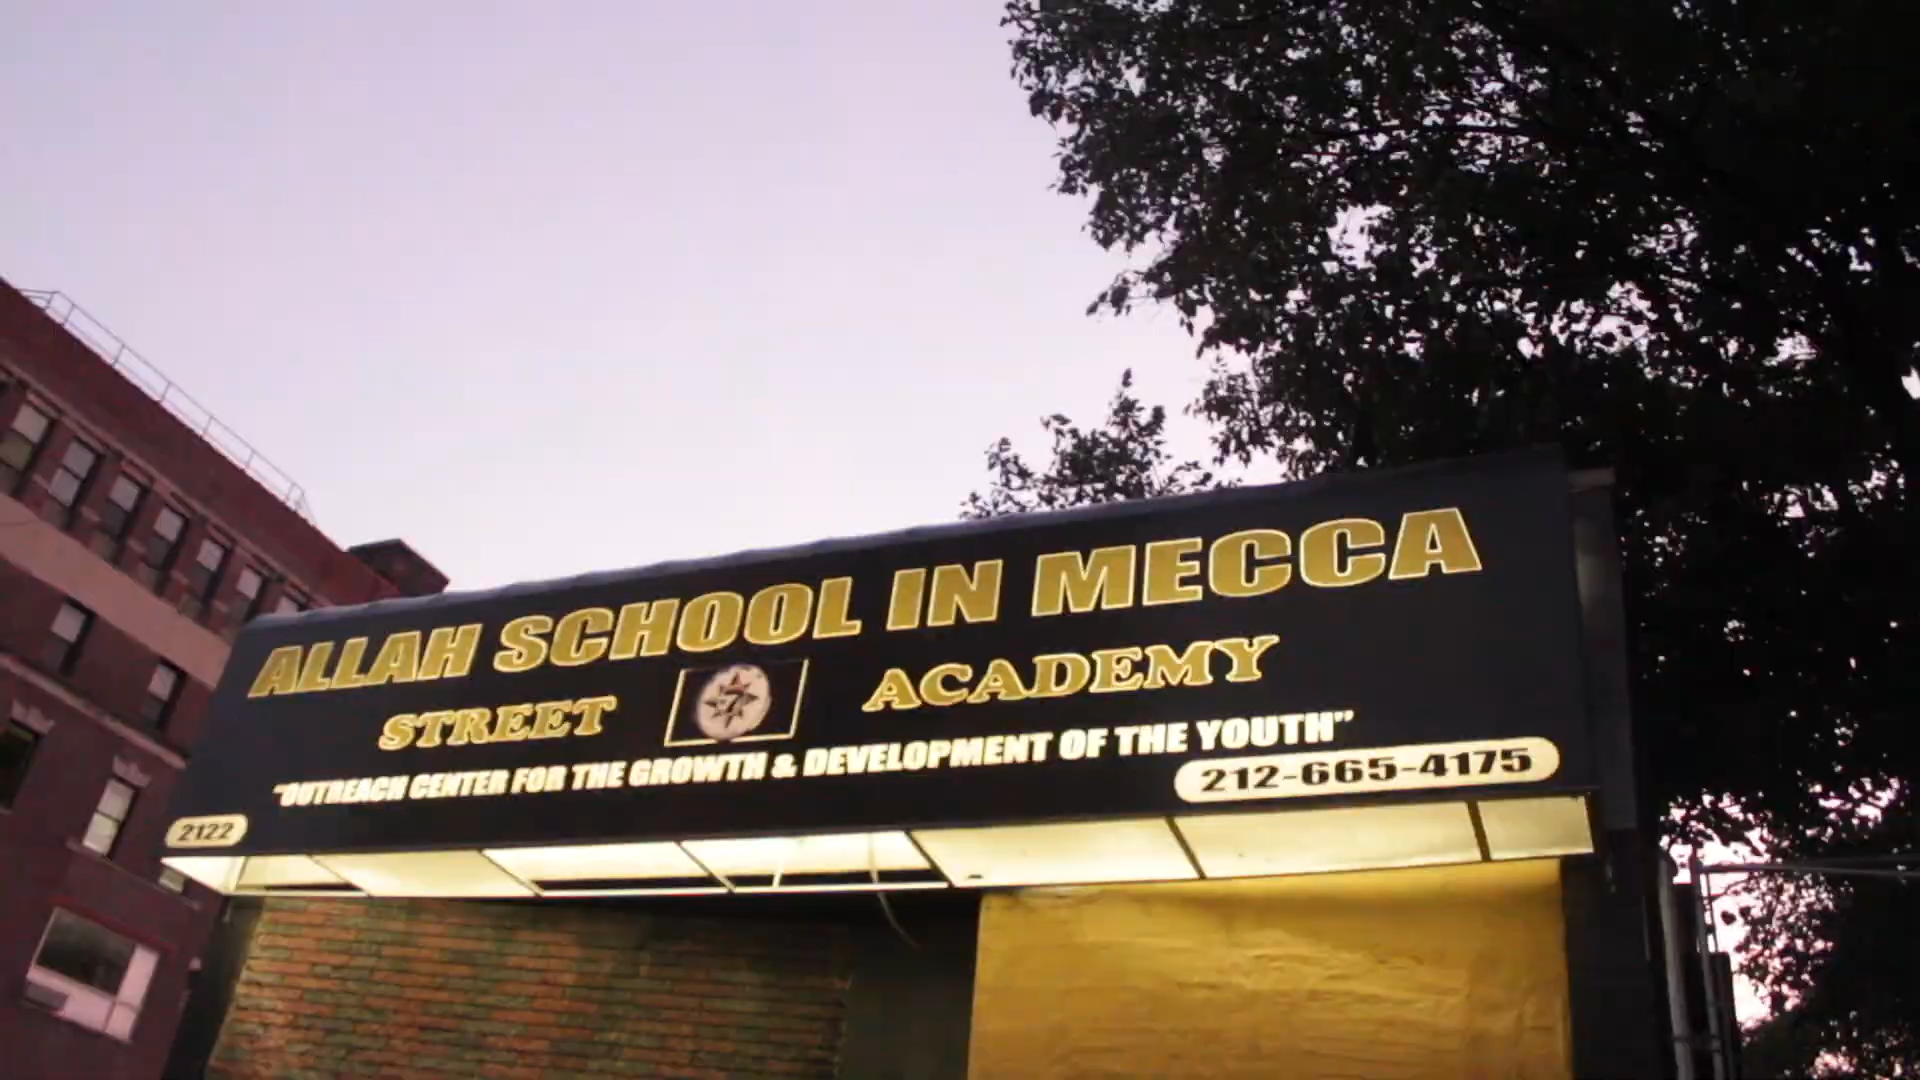 ALLAH SCHOOL IN MECCA
STREET 7 ACADEMY
"OUTREACH CENTER FOR THE GROWTH & DEVELOPMENT OF THE YOUTH"
212-665-4175
2122